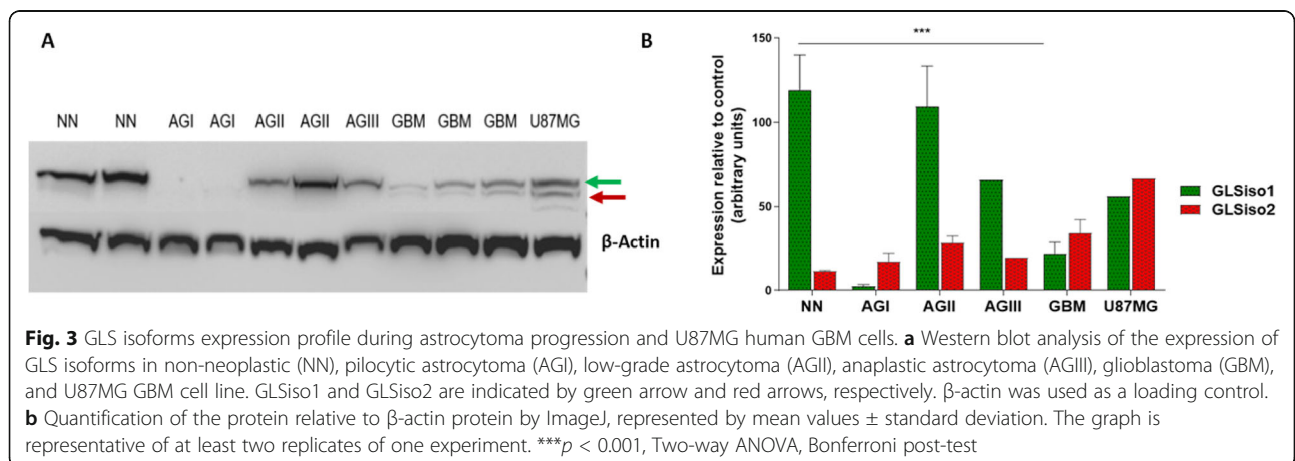 A
NN NN AGI AGI AGII AGII AGIII GBM GBM GBM U87MG
β-Actin
B
***
Expression relative to control
(arbitrary units)
150
100
50
0
NN AGI AGII AGIII GBM U87MG
GLSiso1
GLSiso2
Fig. 3 GLS isoforms expression profile during astrocytoma progression and U87MG human GBM cells. a Western blot analysis of the expression of
GLS isoforms in non-neoplastic (NN), pilocytic astrocytoma (AGI), low-grade astrocytoma (AGII), anaplastic astrocytoma (AGIII), glioblastoma (GBM),
and U87MG GBM cell line. GLSiso1 and GLSiso2 are indicated by green arrow and red arrows, respectively. β-actin was used as a loading control.
b Quantification of the protein relative to β-actin protein by ImageJ, represented by mean values ± standard deviation. The graph is
representative of at least two replicates of one experiment. ***p < 0.001, Two-way ANOVA, Bonferroni post-test